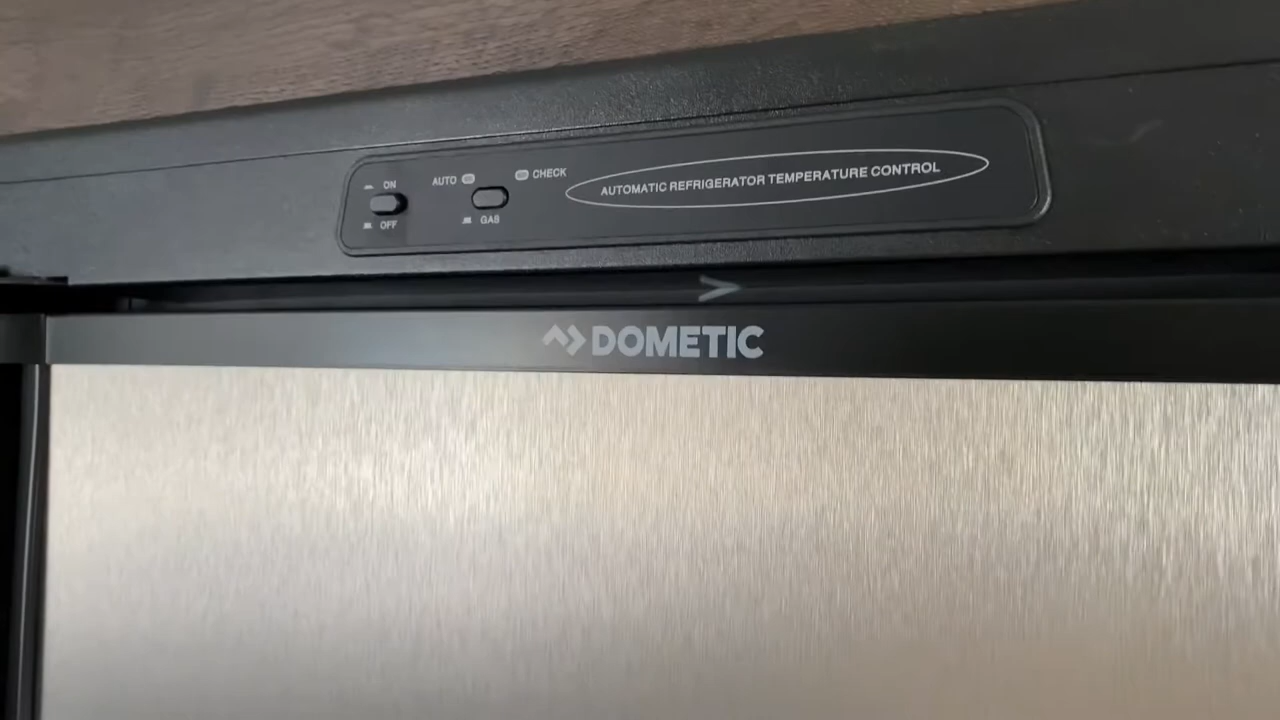 ON
OFF
AUTO
GAS
CHECK
AUTOMATIC REFRIGERATOR TEMPERATURE CONTROL
DOMETIC